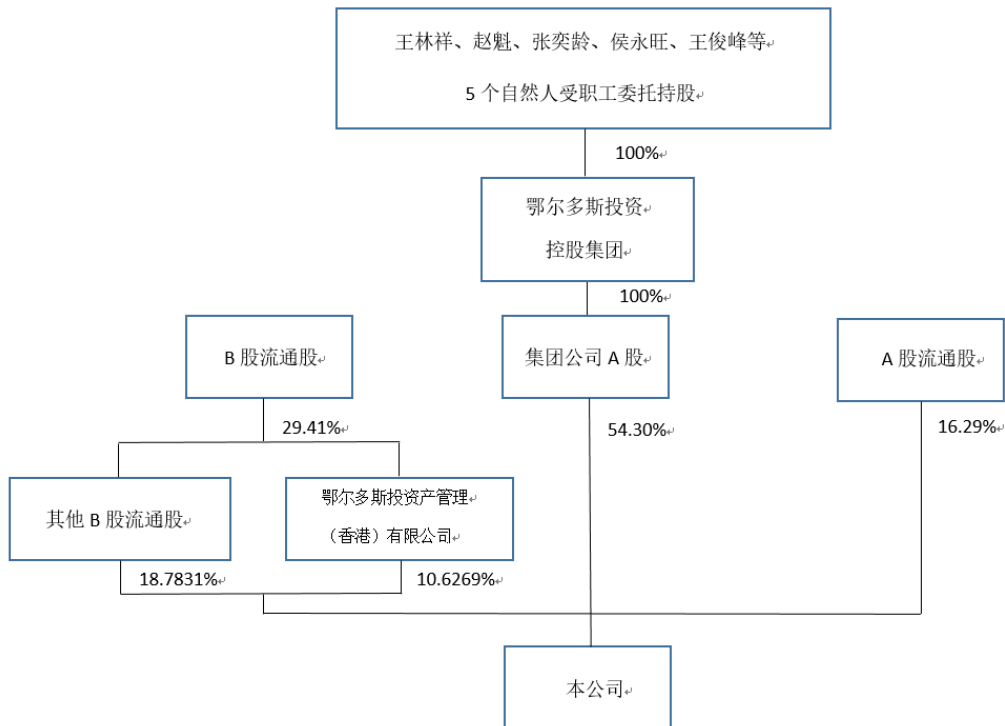 王林祥、赵魁、张奕龄、侯永旺、王俊峰等
5 个自然人受职工委托持股
100%
鄂尔多斯投资
控股集团
100%
B 股流通股
集团公司 A 股
A 股流通股
29.41%
54.30%
16.29%
其他 B 股流通股
鄂尔多斯投资产管理
（香港）有限公司
18.7831%
10.6269%
本公司